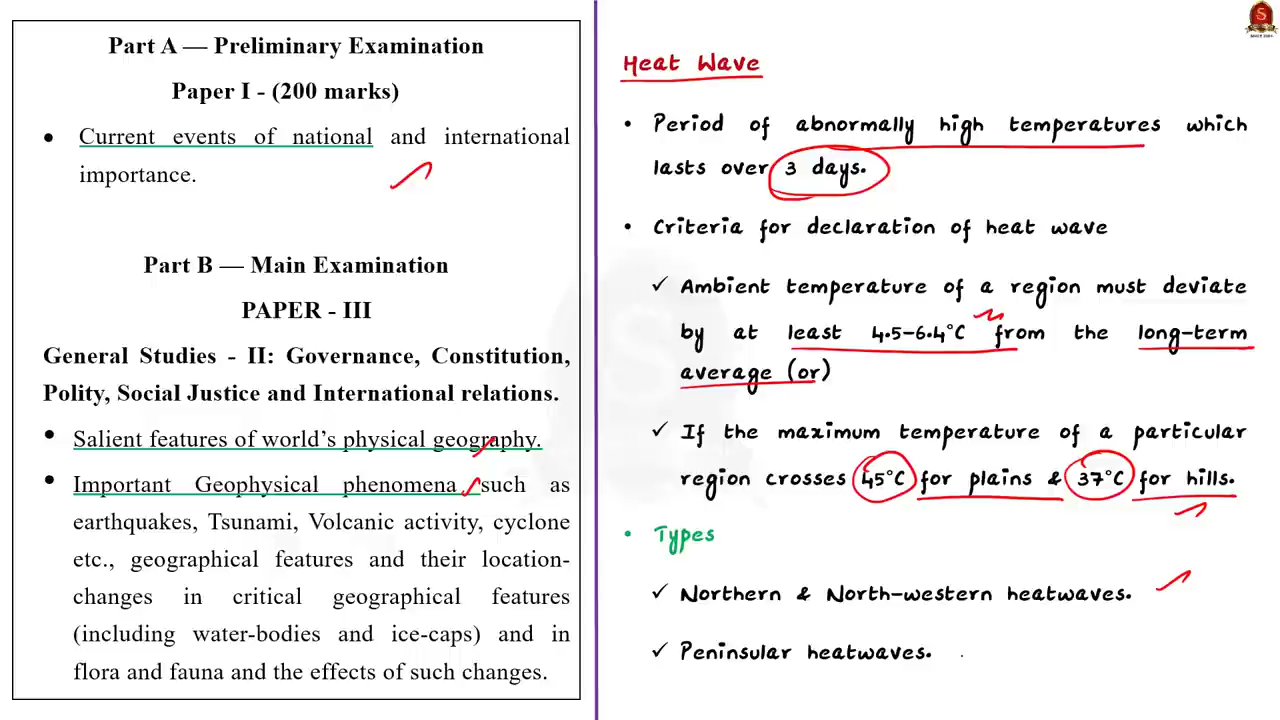 Part A — Preliminary Examination
Paper I - (200 marks)
• Current events of national and international
importance.
Part B — Main Examination
PAPER - III
General Studies - II: Governance, Constitution,
Polity, Social Justice and International relations.
• Salient features of world's physical geography.
• Important Geophysical phenomena such as
earthquakes, Tsunami, Volcanic activity, cyclone
etc., geographical features and their location-
changes in critical geographical features
(including water-bodies and ice-caps) and in
flora and fauna and the effects of such changes.
Heat Wave
• Period of abnormally high temperatures which
lasts over 3 days.
• Criteria for declaration of heat wave
✓ Ambient temperature of a region must deviate
by at least 4.5-6.4°C from the long-term
average (or)
✓ If the maximum temperature of a particular
region crosses 45°C for plains & 37°C for hills.
• Types
✓ Northern & North-western heatwaves.
✓ Peninsular heatwaves.